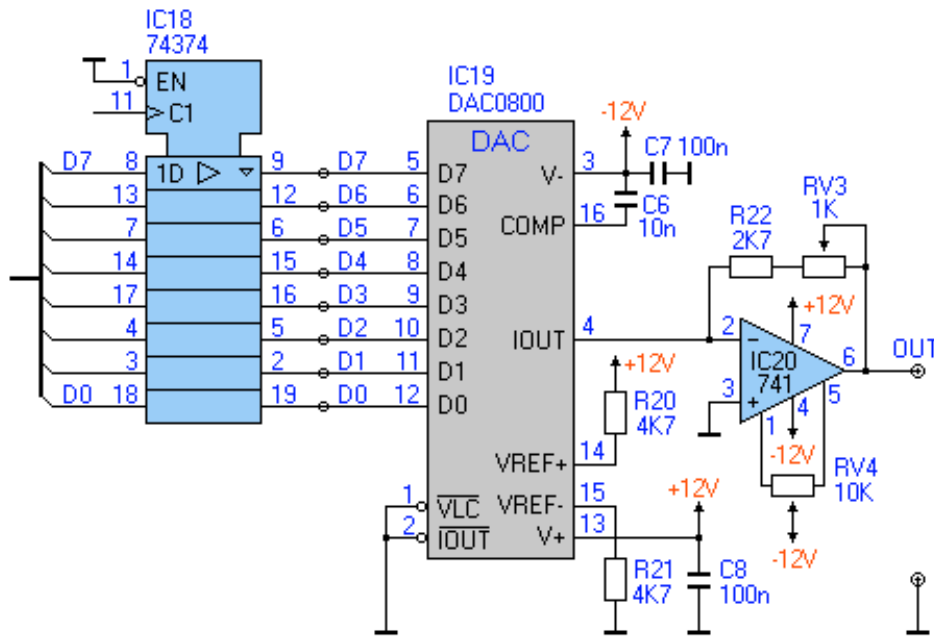 IC18
74374
1 EN
11 C1
D7 8 1D 9 D7 5 D7
13 12 D6 6 D6
7 6 D5 7 D5
14 15 D4 8 D4
17 16 D3 9 D3
4 5 D2 10 D2
3 2 D1 11 D1
D0 18 19 D0 12 D0
IC19
DAC0800
DAC
V- 3
COMP 16
IOUT 4
VREF+ 14
VREF- 15
V+ 13
1 VLC
2 IOUT
-12V
C7 100n
C6
10n
R22
2K7
RV3
1K
+12V
R20
4K7
+12V
2 − 7
IC20 6
741
3 + 5
1 4
-12V
OUT
RV4
10K
-12V
+12V
R21
4K7
C8
100n